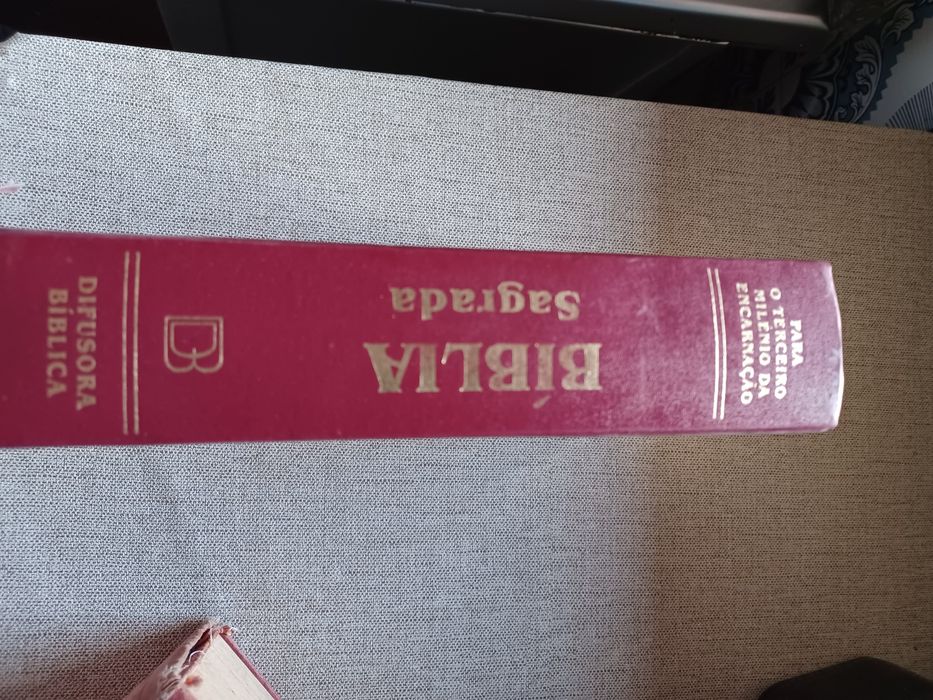 PARA
O TERCEIRO
MILÉNIO DA
ENCARNAÇÃO
BÍBLIA
Sagrada
DIFUSORA
BÍBLICA